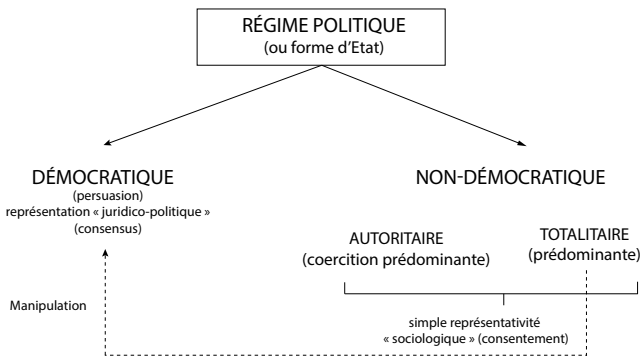 RÉGIME POLITIQUE
(ou forme d’Etat)
DÉMOCRATIQUE
(persuasion)
représentation « juridico-politique »
(consensus)
NON-DÉMOCRATIQUE
AUTORITAIRE
(coercition prédominante)
TOTALITAIRE
(prédominante)
Manipulation
simple représentativité
« sociologique » (consentement)